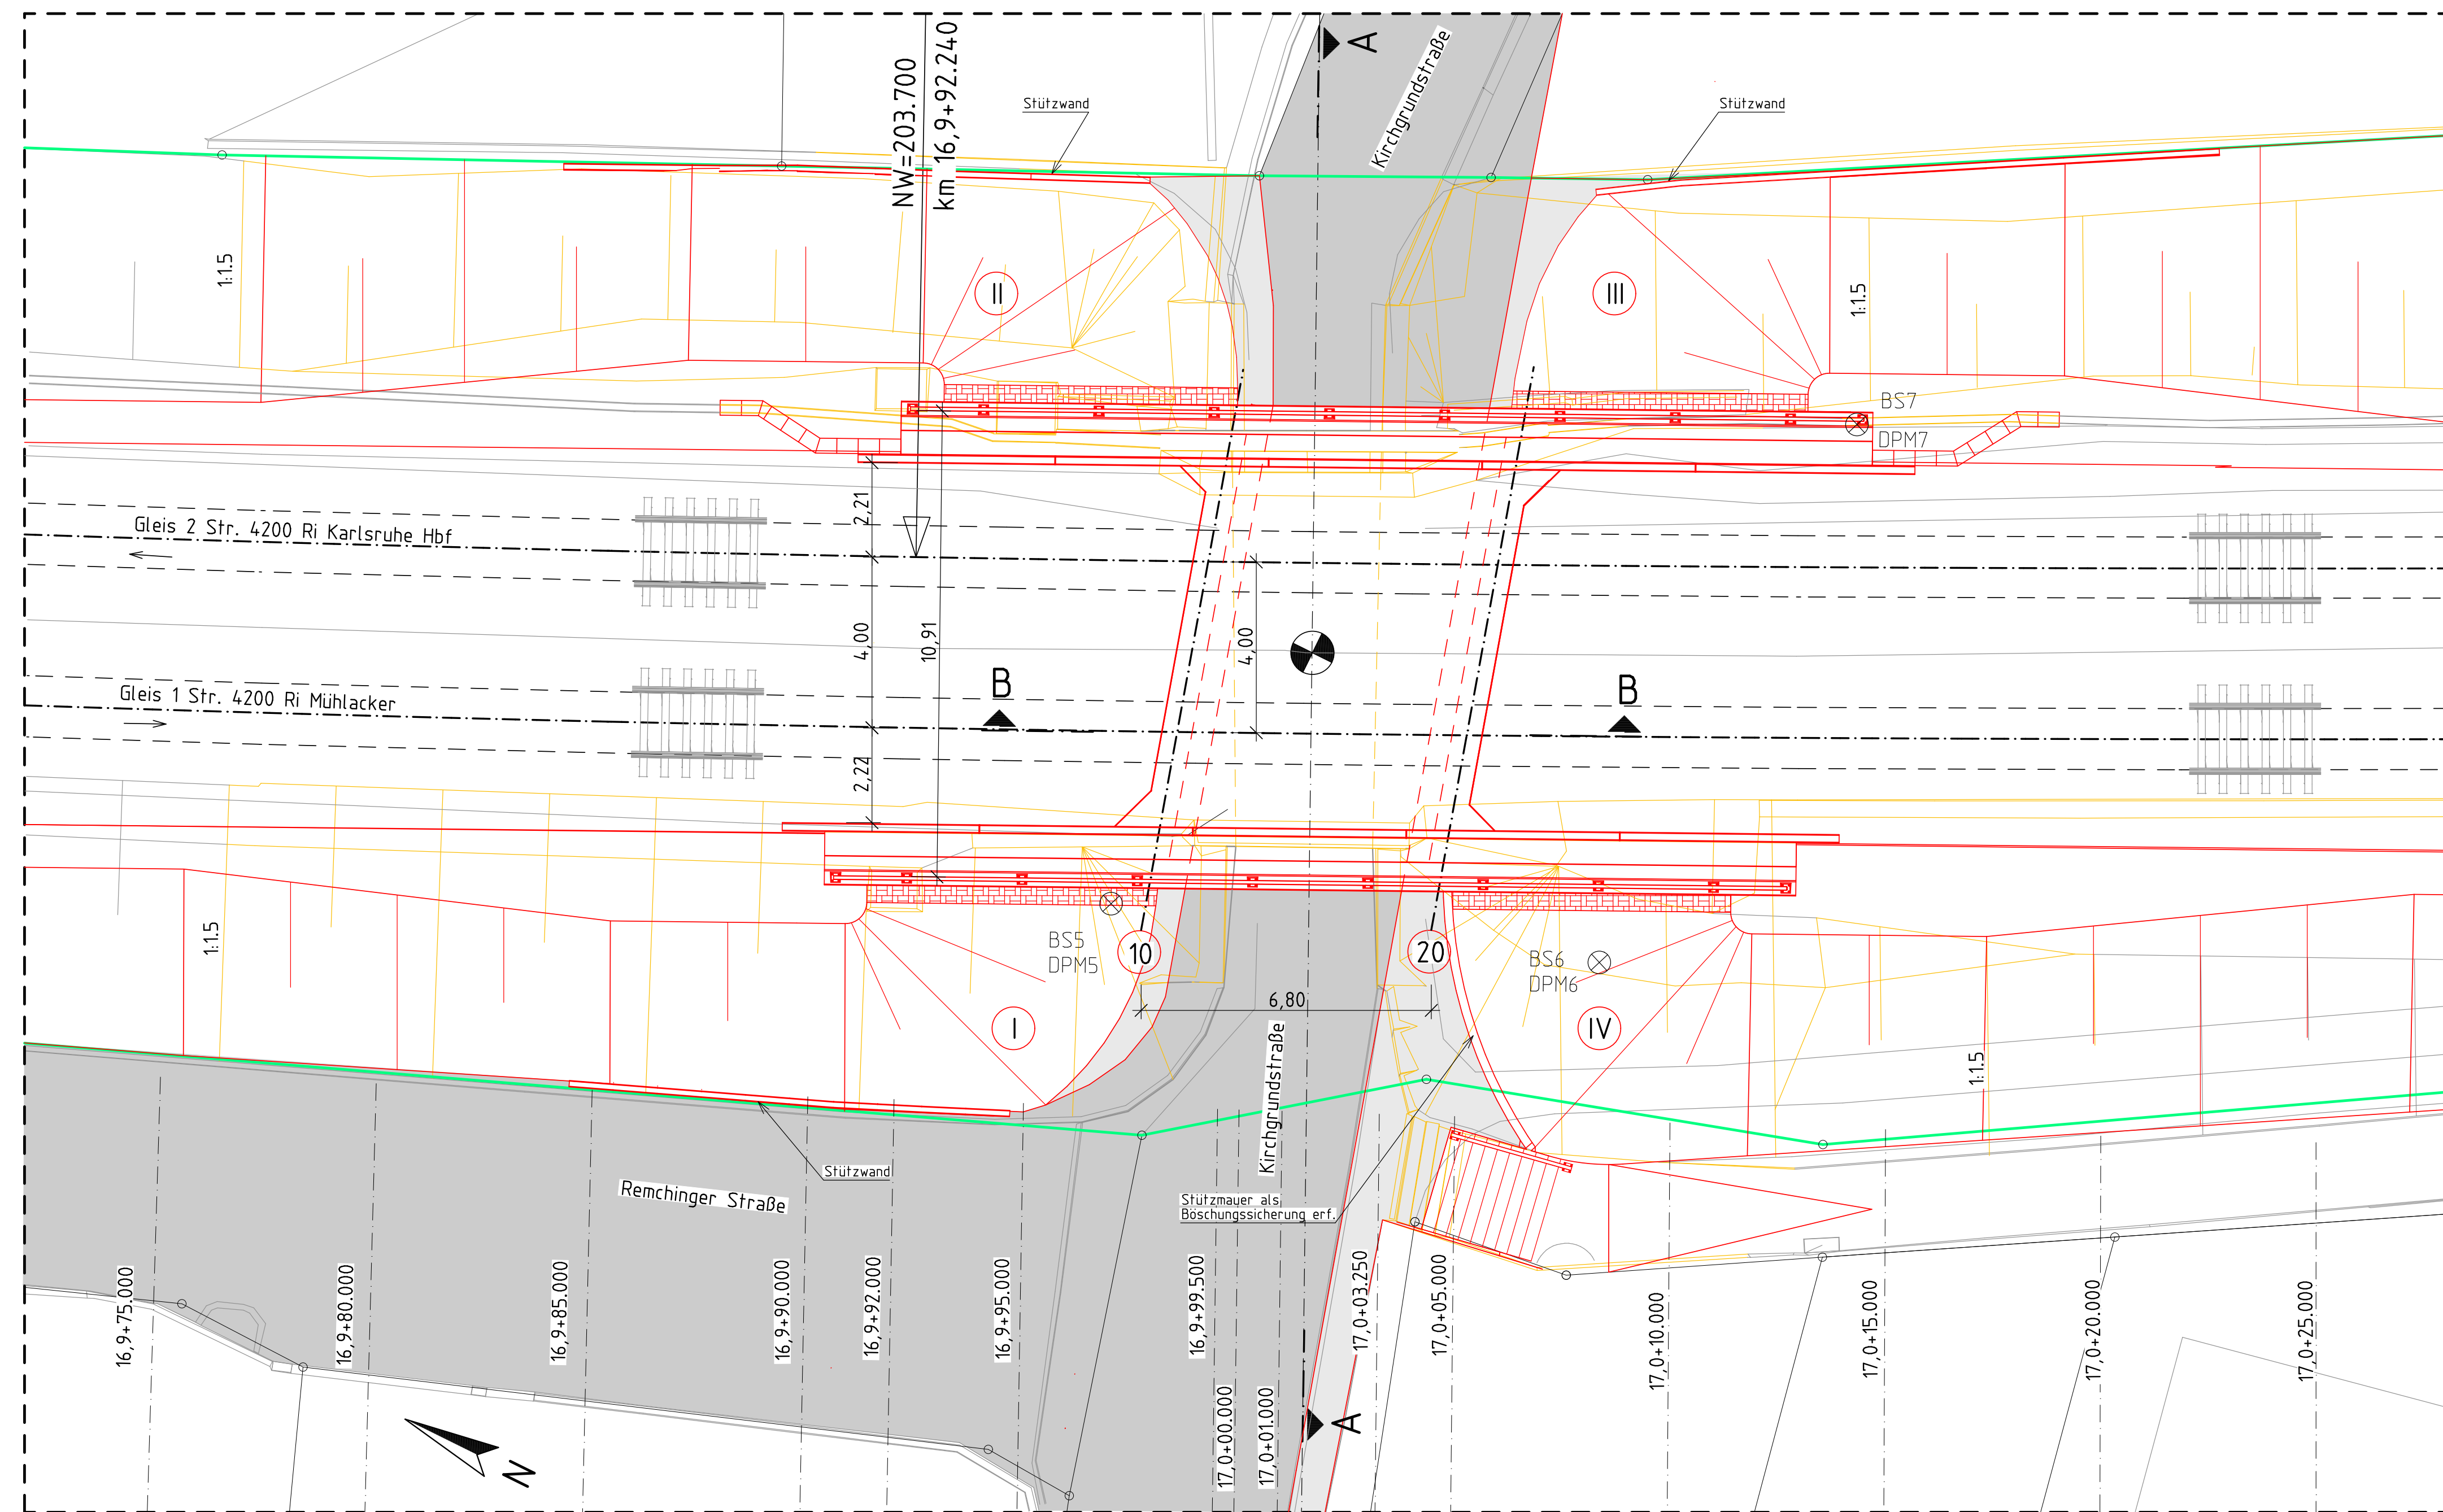 A
Kirchgrundstraße
NW=203.700
km 16,9+92.240
Stützwand
Stützwand
1:1.5
II
III
1:1.5
BS7
DPM7
2,21
Gleis 2 Str. 4200 Ri Karlsruhe Hbf
4,00
10,91
4,00
B
B
Gleis 1 Str. 4200 Ri Mühlacker
2,22
1:1.5
BS5
DPM5
10
20
BS6
DPM6
6,80
I
IV
Kirchgrundstraße
1:1.5
Stützwand
Remchinger Straße
Stützmauer als
Böschungssicherung erf.
16,9+75.000
16,9+80.000
16,9+85.000
16,9+90.000
16,9+92.000
16,9+95.000
16,9+99.500
17,0+00.000
17,0+01.000
17,0+03.250
17,0+05.000
17,0+10.000
17,0+15.000
17,0+20.000
17,0+25.000
A
N